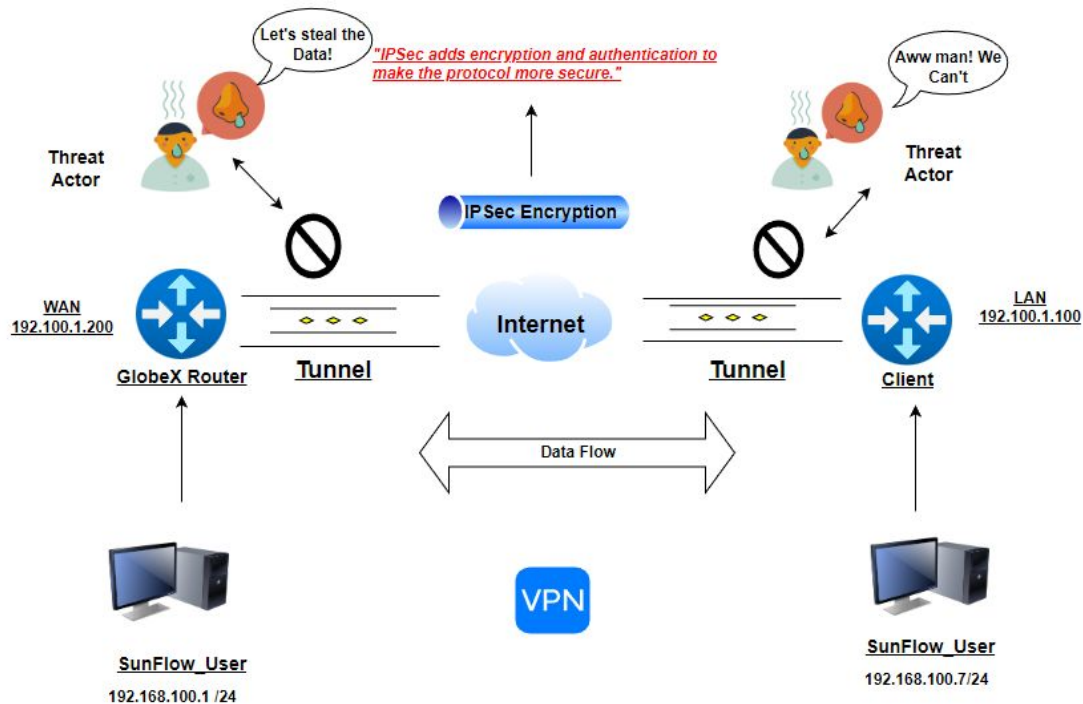 Let's steal the
Data!
"IPSec adds encryption and authentication to
make the protocol more secure."
Aww man! We
Can't
Threat
Actor
Threat
Actor
IPSec Encryption
WAN
192.100.1.200
Internet
LAN
192.100.1.100
GlobeX Router
Tunnel
Tunnel
Client
Data Flow
VPN
SunFlow_User
192.168.100.1 /24
SunFlow_User
192.168.100.7/24